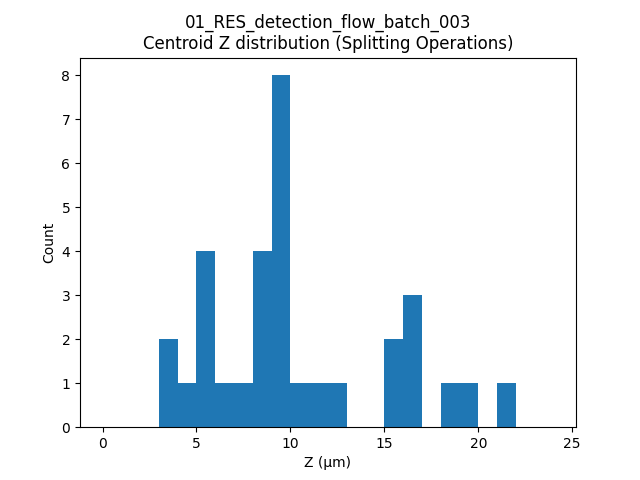 01_RES_detection_flow_batch_003
Centroid Z distribution (Splitting Operations)
8
7
6
5
4
3
2
1
0
Count
0 5 10 15 20 25
Z (µm)